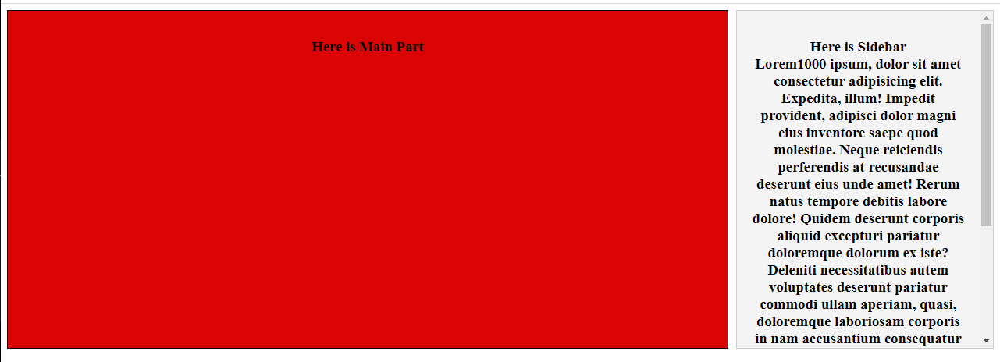 Here is Main Part
Here is Sidebar
Lorem1000 ipsum, dolor sit amet
consectetur adipisicing elit.
Expedita, illum! Impedit
provident, adipisci dolor magni
eius inventore saepe quod
molestiae. Neque reiciendis
perferendis at recusandae
deserunt eius unde amet! Rerum
natus tempore debitis labore
dolore! Quidem deserunt corporis
aliquid excepturi pariatur
doloremque dolorum ex iste?
Deleniti necessitatibus autem
voluptates deserunt pariatur
commodi ullam aperiam, quasi,
doloremque laboriosam corporis
in nam accusantium consequatur